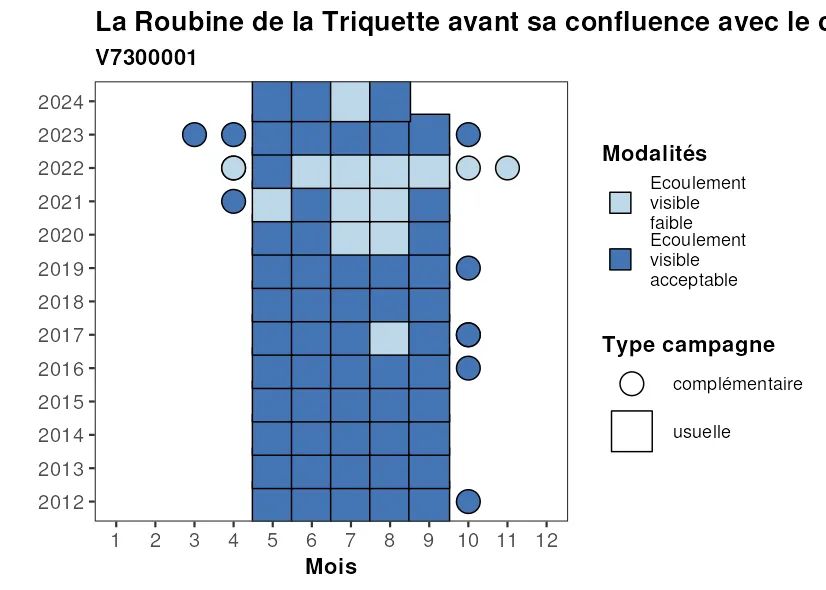 La Roubine de la Triquette avant sa confluence avec le
V7300001
2024
2023
2022
2021
2020
2019
2018
2017
2016
2015
2014
2013
2012
1 2 3 4 5 6 7 8 9 10 11 12
Mois
Modalités
Ecoulement
visible
faible
Ecoulement
visible
acceptable
Type campagne
complémentaire
usuelle